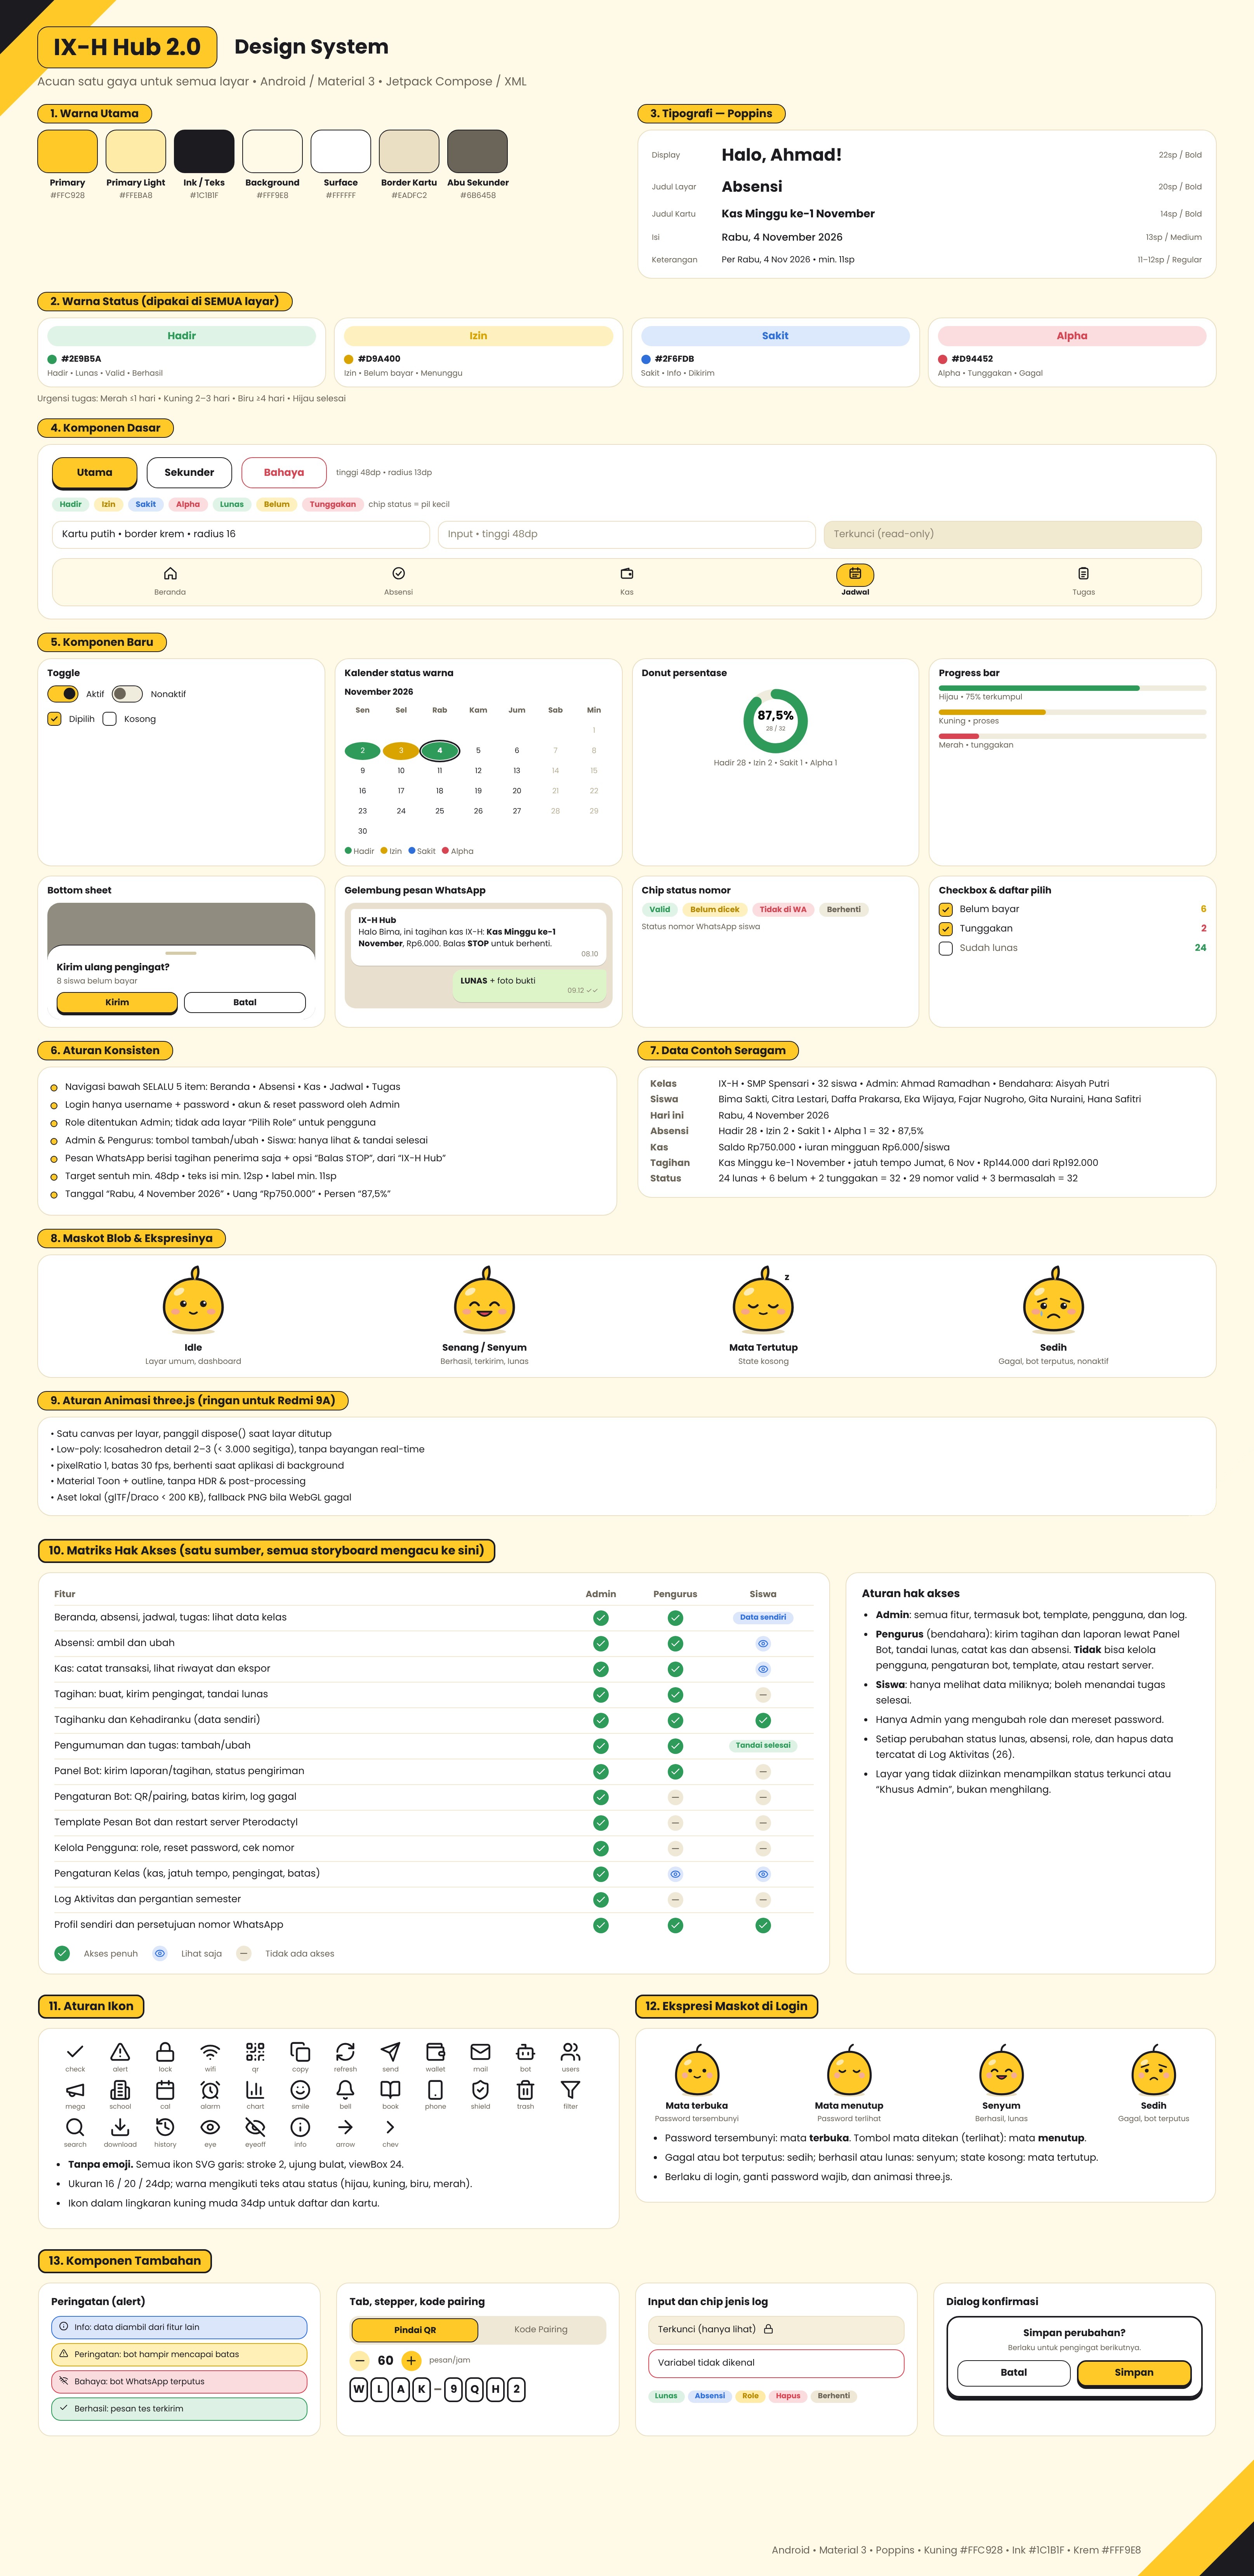 IX-H Hub 2.0
Design System
Acuan satu gaya untuk semua layar • Android / Material 3 • Jetpack Compose / XML
1. Warna Utama
Primary
#FFC928
Primary Light
#FFEBA8
Ink / Teks
#1C1B1F
Background
#FFF9E8
Surface
#FFFFFF
Border Kartu
#EADFC2
Abu Sekunder
#6B6458
3. Tipografi — Poppins
Display Halo, Ahmad! 22sp / Bold
Judul Layar Absensi 20sp / Bold
Judul Kartu Kas Minggu ke-1 November 14sp / Bold
Isi Rabu, 4 November 2026 13sp / Medium
Keterangan Per Rabu, 4 Nov 2026 • min. 11sp 11–12sp / Regular
2. Warna Status (dipakai di SEMUA layar)
Hadir
#2E9B5A
Hadir • Lunas • Valid • Berhasil
Izin
#D9A400
Izin • Belum bayar • Menunggu
Sakit
#2F6FDB
Sakit • Info • Dikirim
Alpha
#D94452
Alpha • Tunggakan • Gagal
Urgensi tugas: Merah ≤1 hari • Kuning 2–3 hari • Biru ≥4 hari • Hijau selesai
4. Komponen Dasar
Utama Sekunder Bahaya tinggi 48dp • radius 13dp
Hadir Izin Sakit Alpha Lunas Belum Tunggakan chip status = pil kecil
Kartu putih • border krem • radius 16 Input • tinggi 48dp Terkunci (read-only)
Beranda Absensi Kas Jadwal Tugas
5. Komponen Baru
Toggle
Aktif Nonaktif
Dipilih Kosong
Kalender status warna
November 2026
Sen Sel Rab Kam Jum Sab Min
1
2 3 4 5 6 7 8
9 10 11 12 13 14 15
16 17 18 19 20 21 22
23 24 25 26 27 28 29
30
Hadir Izin Sakit Alpha
Donut persentase
87,5%
28 / 32
Hadir 28 • Izin 2 • Sakit 1 • Alpha 1
Progress bar
Hijau • 75% terkumpul
Kuning • proses
Merah • tunggakan
Bottom sheet
Kirim ulang pengingat?
8 siswa belum bayar
Kirim Batal
Gelembung pesan WhatsApp
IX-H Hub
Halo Bima, ini tagihan kas IX-H: Kas Minggu ke-1
November, Rp6.000. Balas STOP untuk berhenti.
08.10
LUNAS + foto bukti
09.12 ✓✓
Chip status nomor
Valid Belum dicek Tidak di WA Berhenti
Status nomor WhatsApp siswa
Checkbox & daftar pilih
Belum bayar 6
Tunggakan 2
Sudah lunas 24
6. Aturan Konsisten
Navigasi bawah SELALU 5 item: Beranda • Absensi • Kas • Jadwal • Tugas
Login hanya username + password • akun & reset password oleh Admin
Role ditentukan Admin; tidak ada layar “Pilih Role” untuk pengguna
Admin & Pengurus: tombol tambah/ubah • Siswa: hanya lihat & tandai selesai
Pesan WhatsApp berisi tagihan penerima saja + opsi “Balas STOP”, dari “IX-H Hub”
Target sentuh min. 48dp • teks isi min. 12sp • label min. 11sp
Tanggal “Rabu, 4 November 2026” • Uang “Rp750.000” • Persen “87,5%”
7. Data Contoh Seragam
Kelas IX-H • SMP Spensari • 32 siswa • Admin: Ahmad Ramadhan • Bendahara: Aisyah Putri
Siswa Bima Sakti, Citra Lestari, Daffa Prakarsa, Eka Wijaya, Fajar Nugroho, Gita Nuraini, Hana Safitri
Hari ini Rabu, 4 November 2026
Absensi Hadir 28 • Izin 2 • Sakit 1 • Alpha 1 = 32 • 87,5%
Kas Saldo Rp750.000 • iuran mingguan Rp6.000/siswa
Tagihan Kas Minggu ke-1 November • jatuh tempo Jumat, 6 Nov • Rp144.000 dari Rp192.000
Status 24 lunas + 6 belum + 2 tunggakan = 32 • 29 nomor valid + 3 bermasalah = 32
8. Maskot Blob & Ekspresinya
z
Idle
Layar umum, dashboard
Senang / Senyum
Berhasil, terkirim, lunas
Mata Tertutup
State kosong
Sedih
Gagal, bot terputus, nonaktif
9. Aturan Animasi three.js (ringan untuk Redmi 9A)
• Satu canvas per layar, panggil dispose() saat layar ditutup
• Low-poly: Icosahedron detail 2–3 (< 3.000 segitiga), tanpa bayangan real-time
• pixelRatio 1, batas 30 fps, berhenti saat aplikasi di background
• Material Toon + outline, tanpa HDR & post-processing
• Aset lokal (glTF/Draco < 200 KB), fallback PNG bila WebGL gagal
10. Matriks Hak Akses (satu sumber, semua storyboard mengacu ke sini)
Fitur Admin Pengurus Siswa
Beranda, absensi, jadwal, tugas: lihat data kelas Data sendiri
Absensi: ambil dan ubah
Kas: catat transaksi, lihat riwayat dan ekspor
Tagihan: buat, kirim pengingat, tandai lunas
Tagihanku dan Kehadiranku (data sendiri)
Pengumuman dan tugas: tambah/ubah Tandai selesai
Panel Bot: kirim laporan/tagihan, status pengiriman
Pengaturan Bot: QR/pairing, batas kirim, log gagal
Template Pesan Bot dan restart server Pterodactyl
Kelola Pengguna: role, reset password, cek nomor
Pengaturan Kelas (kas, jatuh tempo, pengingat, batas)
Log Aktivitas dan pergantian semester
Profil sendiri dan persetujuan nomor WhatsApp
Akses penuh Lihat saja Tidak ada akses
Aturan hak akses
• Admin: semua fitur, termasuk bot, template, pengguna, dan log.
• Pengurus (bendahara): kirim tagihan dan laporan lewat Panel
Bot, tandai lunas, catat kas dan absensi. Tidak bisa kelola
pengguna, pengaturan bot, template, atau restart server.
• Siswa: hanya melihat data miliknya; boleh menandai tugas
selesai.
• Hanya Admin yang mengubah role dan mereset password.
• Setiap perubahan status lunas, absensi, role, dan hapus data
tercatat di Log Aktivitas (26).
• Layar yang tidak diizinkan menampilkan status terkunci atau
“Khusus Admin”, bukan menghilang.
11. Aturan Ikon
check alert lock wifi qr copy refresh send wallet mail bot users
mega school cal alarm chart smile bell book phone shield trash filter
search download history eye eyeoff info arrow chev
• Tanpa emoji. Semua ikon SVG garis: stroke 2, ujung bulat, viewBox 24.
• Ukuran 16 / 20 / 24dp; warna mengikuti teks atau status (hijau, kuning, biru, merah).
• Ikon dalam lingkaran kuning muda 34dp untuk daftar dan kartu.
12. Ekspresi Maskot di Login
Mata terbuka
Password tersembunyi
Mata menutup
Password terlihat
Senyum
Berhasil, lunas
Sedih
Gagal, bot terputus
• Password tersembunyi: mata terbuka. Tombol mata ditekan (terlihat): mata menutup.
• Gagal atau bot terputus: sedih; berhasil atau lunas: senyum; state kosong: mata tertutup.
• Berlaku di login, ganti password wajib, dan animasi three.js.
13. Komponen Tambahan
Peringatan (alert)
Info: data diambil dari fitur lain
Peringatan: bot hampir mencapai batas
Bahaya: bot WhatsApp terputus
Berhasil: pesan tes terkirim
Tab, stepper, kode pairing
Pindai QR Kode Pairing
− 60 + pesan/jam
W L A K – 9 Q H 2
Input dan chip jenis log
Terkunci (hanya lihat)
Variabel tidak dikenal
Lunas Absensi Role Hapus Berhenti
Dialog konfirmasi
Simpan perubahan?
Berlaku untuk pengingat berikutnya.
Batal Simpan
Android • Material 3 • Poppins • Kuning #FFC928 • Ink #1C1B1F • Krem #FFF9E8